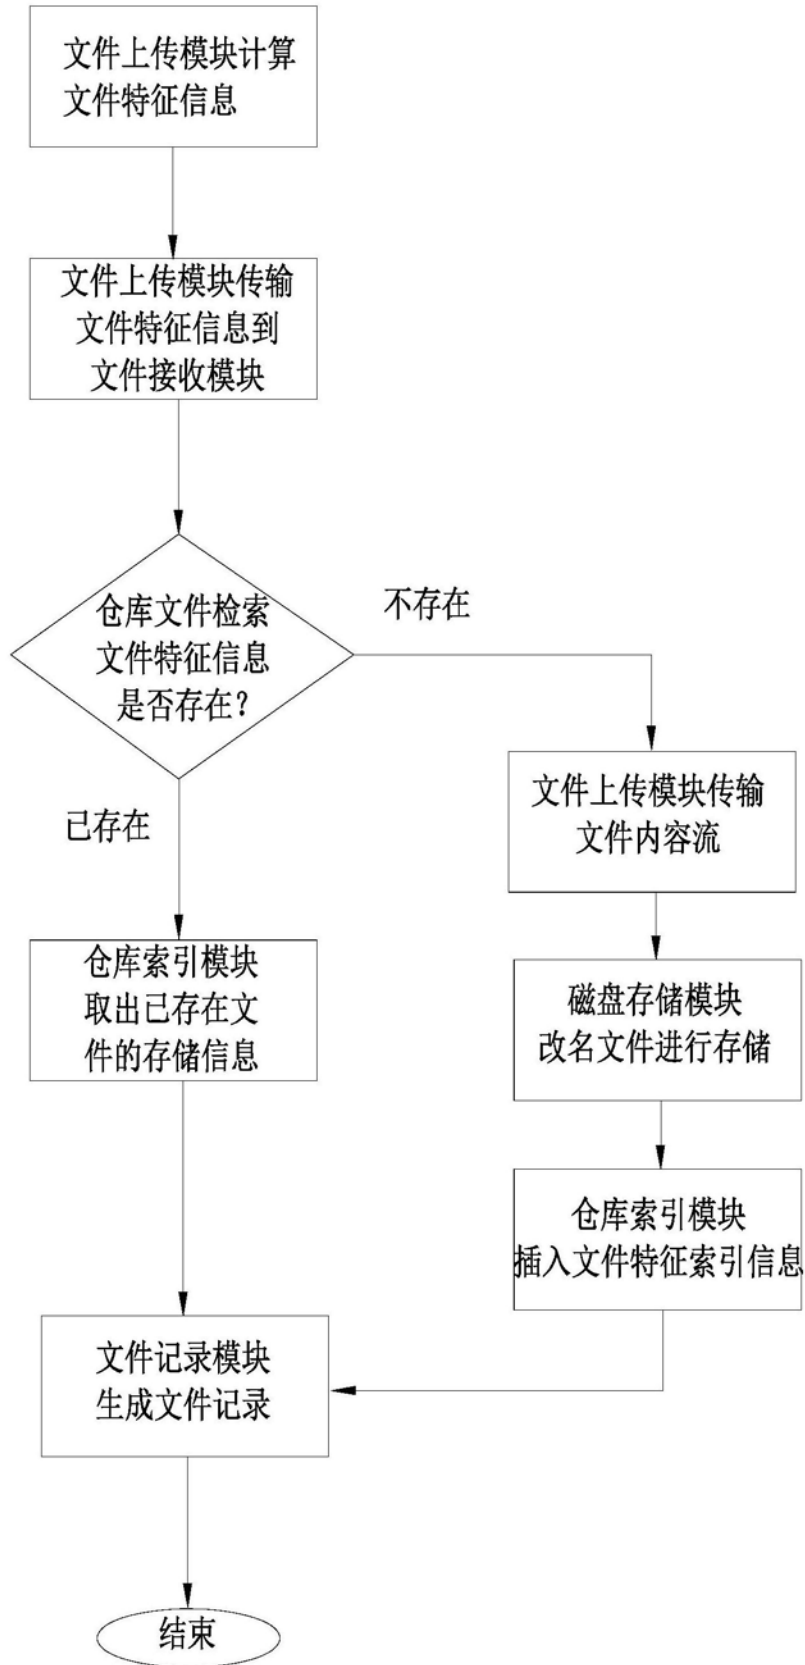 文件上传模块计算
文件特征信息
文件上传模块传输
文件特征信息到
文件接收模块
仓库文件检索
文件特征信息
是否存在?
不存在
已存在
文件上传模块传输
文件内容流
仓库索引模块
取出已存在文
件的存储信息
磁盘存储模块
改名文件进行存储
仓库索引模块
插入文件特征索引信息
文件记录模块
生成文件记录
结束